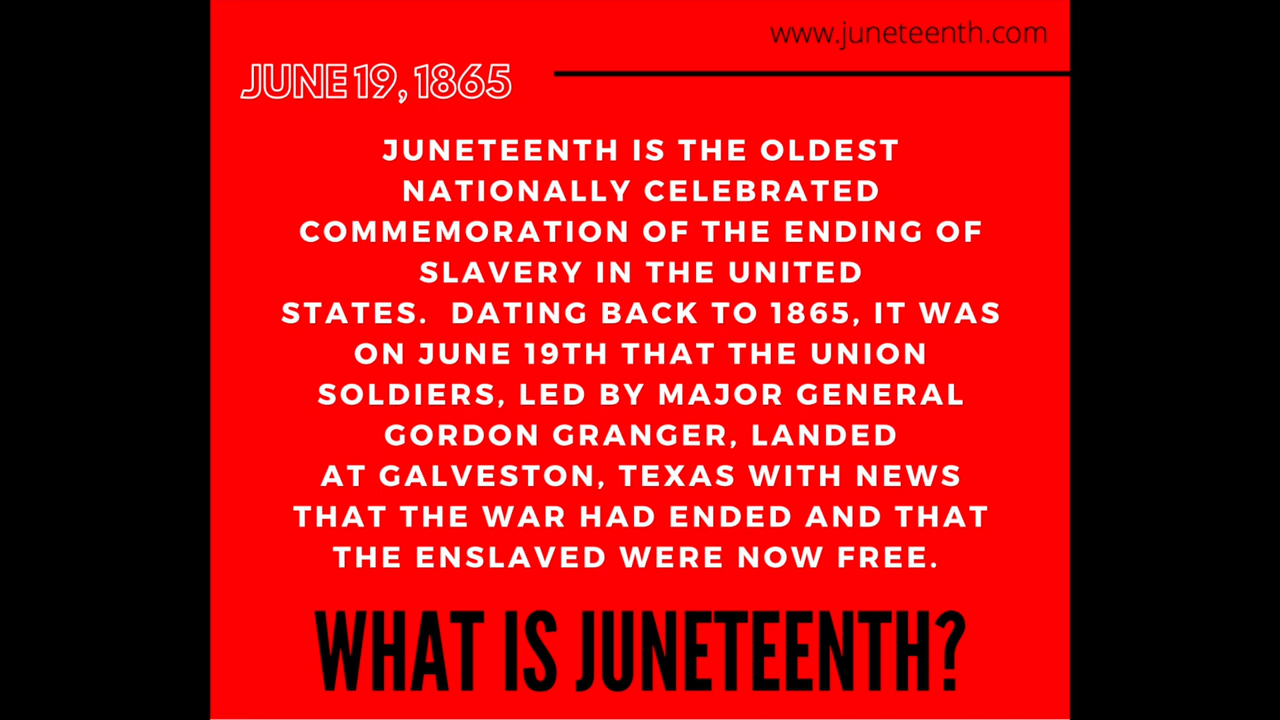 www.juneteenth.com
JUNE 19, 1865
JUNETEENTH IS THE OLDEST
NATIONALLY CELEBRATED
COMMEMORATION OF THE ENDING OF
SLAVERY IN THE UNITED
STATES.  DATING BACK TO 1865, IT WAS
ON JUNE 19TH THAT THE UNION
SOLDIERS, LED BY MAJOR GENERAL
GORDON GRANGER, LANDED
AT GALVESTON, TEXAS WITH NEWS
THAT THE WAR HAD ENDED AND THAT
THE ENSLAVED WERE NOW FREE.
WHAT IS JUNETEENTH?